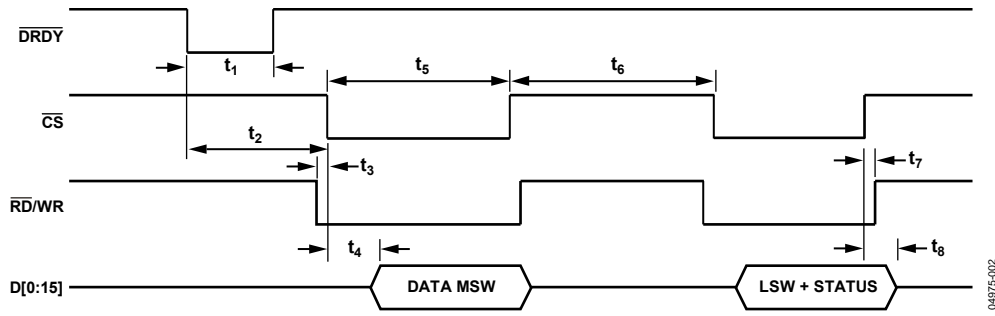 DRDY
t1
t5
t6
CS
t2
t3
t7
RD/WR
t4
t8
D[0:15]
DATA MSW
LSW + STATUS
04975-002